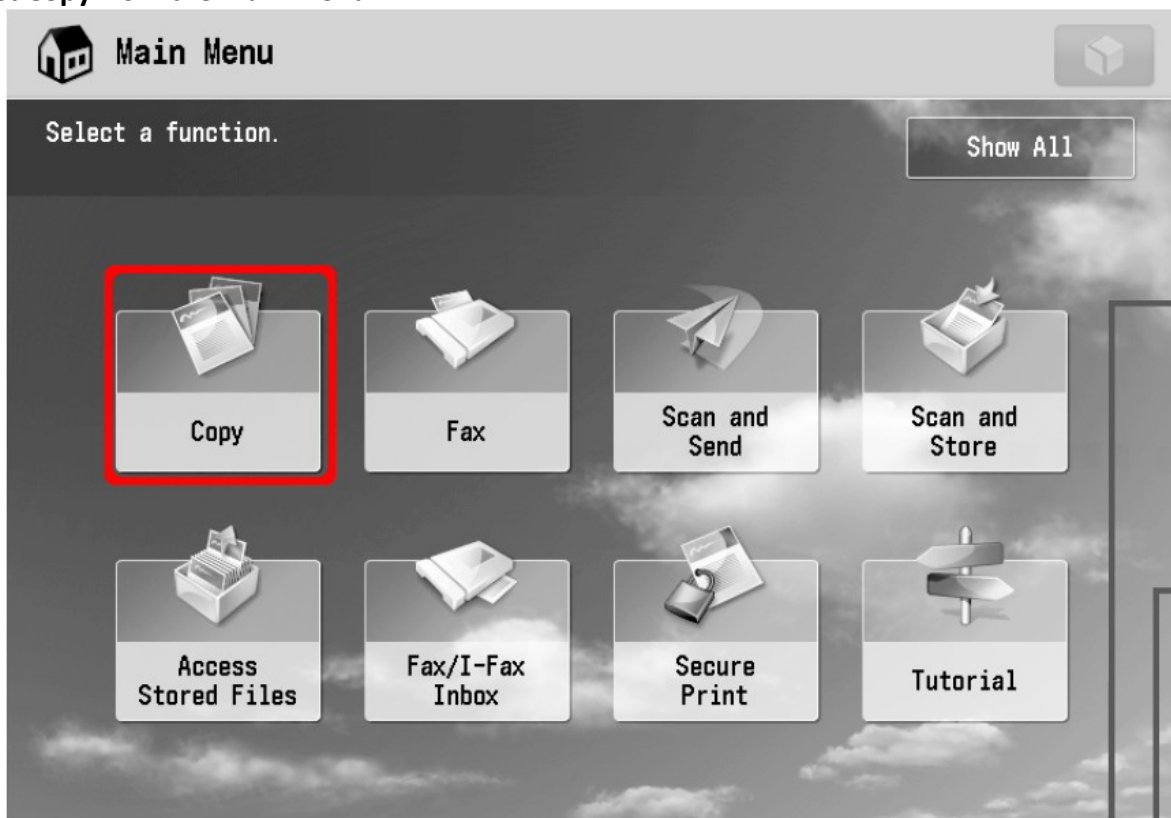 Main Menu
Select a function.
Show All
Copy
Fax
Scan and
Send
Scan and
Store
Access
Stored Files
Fax/I-Fax
Inbox
Secure
Print
Tutorial